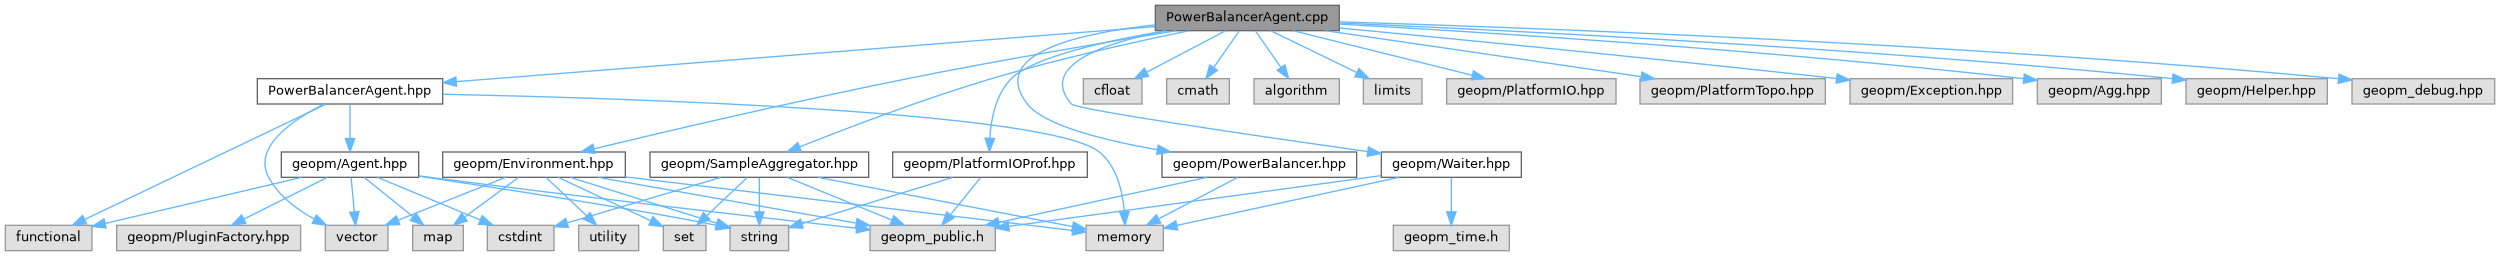 PowerBalancerAgent.cpp
PowerBalancerAgent.hpp
cfloat
cmath
algorithm
limits
geopm/PlatformIO.hpp
geopm/PlatformTopo.hpp
geopm/Exception.hpp
geopm/Agg.hpp
geopm/Helper.hpp
geopm_debug.hpp
geopm/Agent.hpp
geopm/Environment.hpp
geopm/SampleAggregator.hpp
geopm/PlatformIOProf.hpp
geopm/PowerBalancer.hpp
geopm/Waiter.hpp
functional
geopm/PluginFactory.hpp
vector
map
cstdint
utility
set
string
geopm_public.h
memory
geopm_time.h